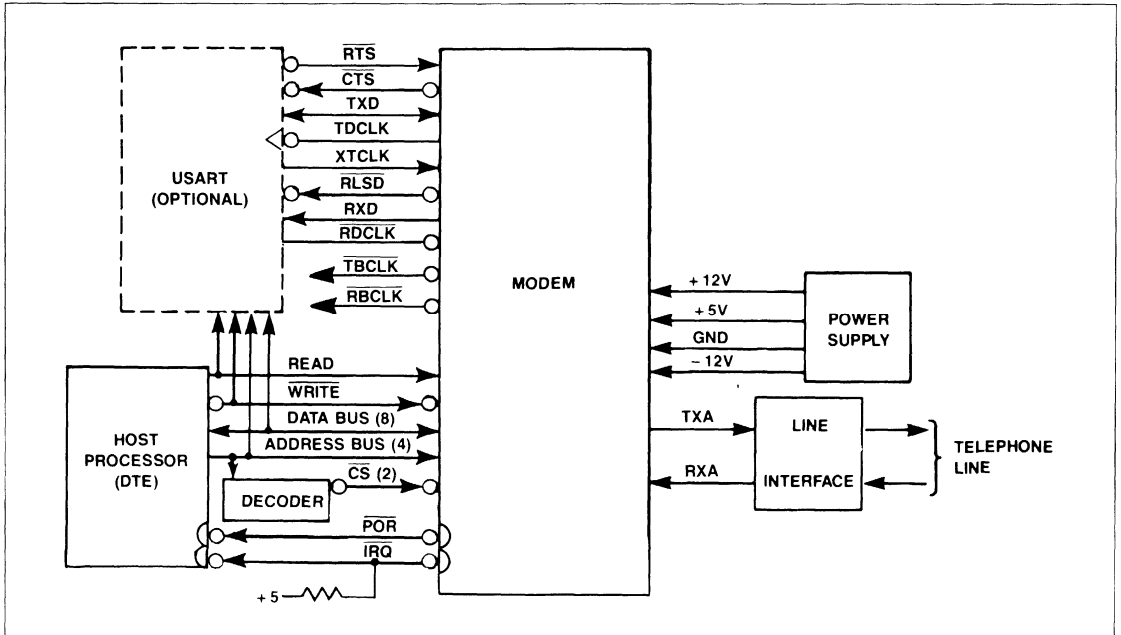 RTS
CTS
TXD
TDCLK
XTCLK
RLSD
RXD
RDCLK
TBCLK
RBCLK
USART
(OPTIONAL)
MODEM
+12V
+5V
GND
-12V
POWER
SUPPLY
READ
WRITE
DATA BUS (8)
ADDRESS BUS (4)
CS (2)
HOST
PROCESSOR
(DTE)
DECODER
POR
IRQ
+5
TXA
RXA
LINE
INTERFACE
TELEPHONE
LINE